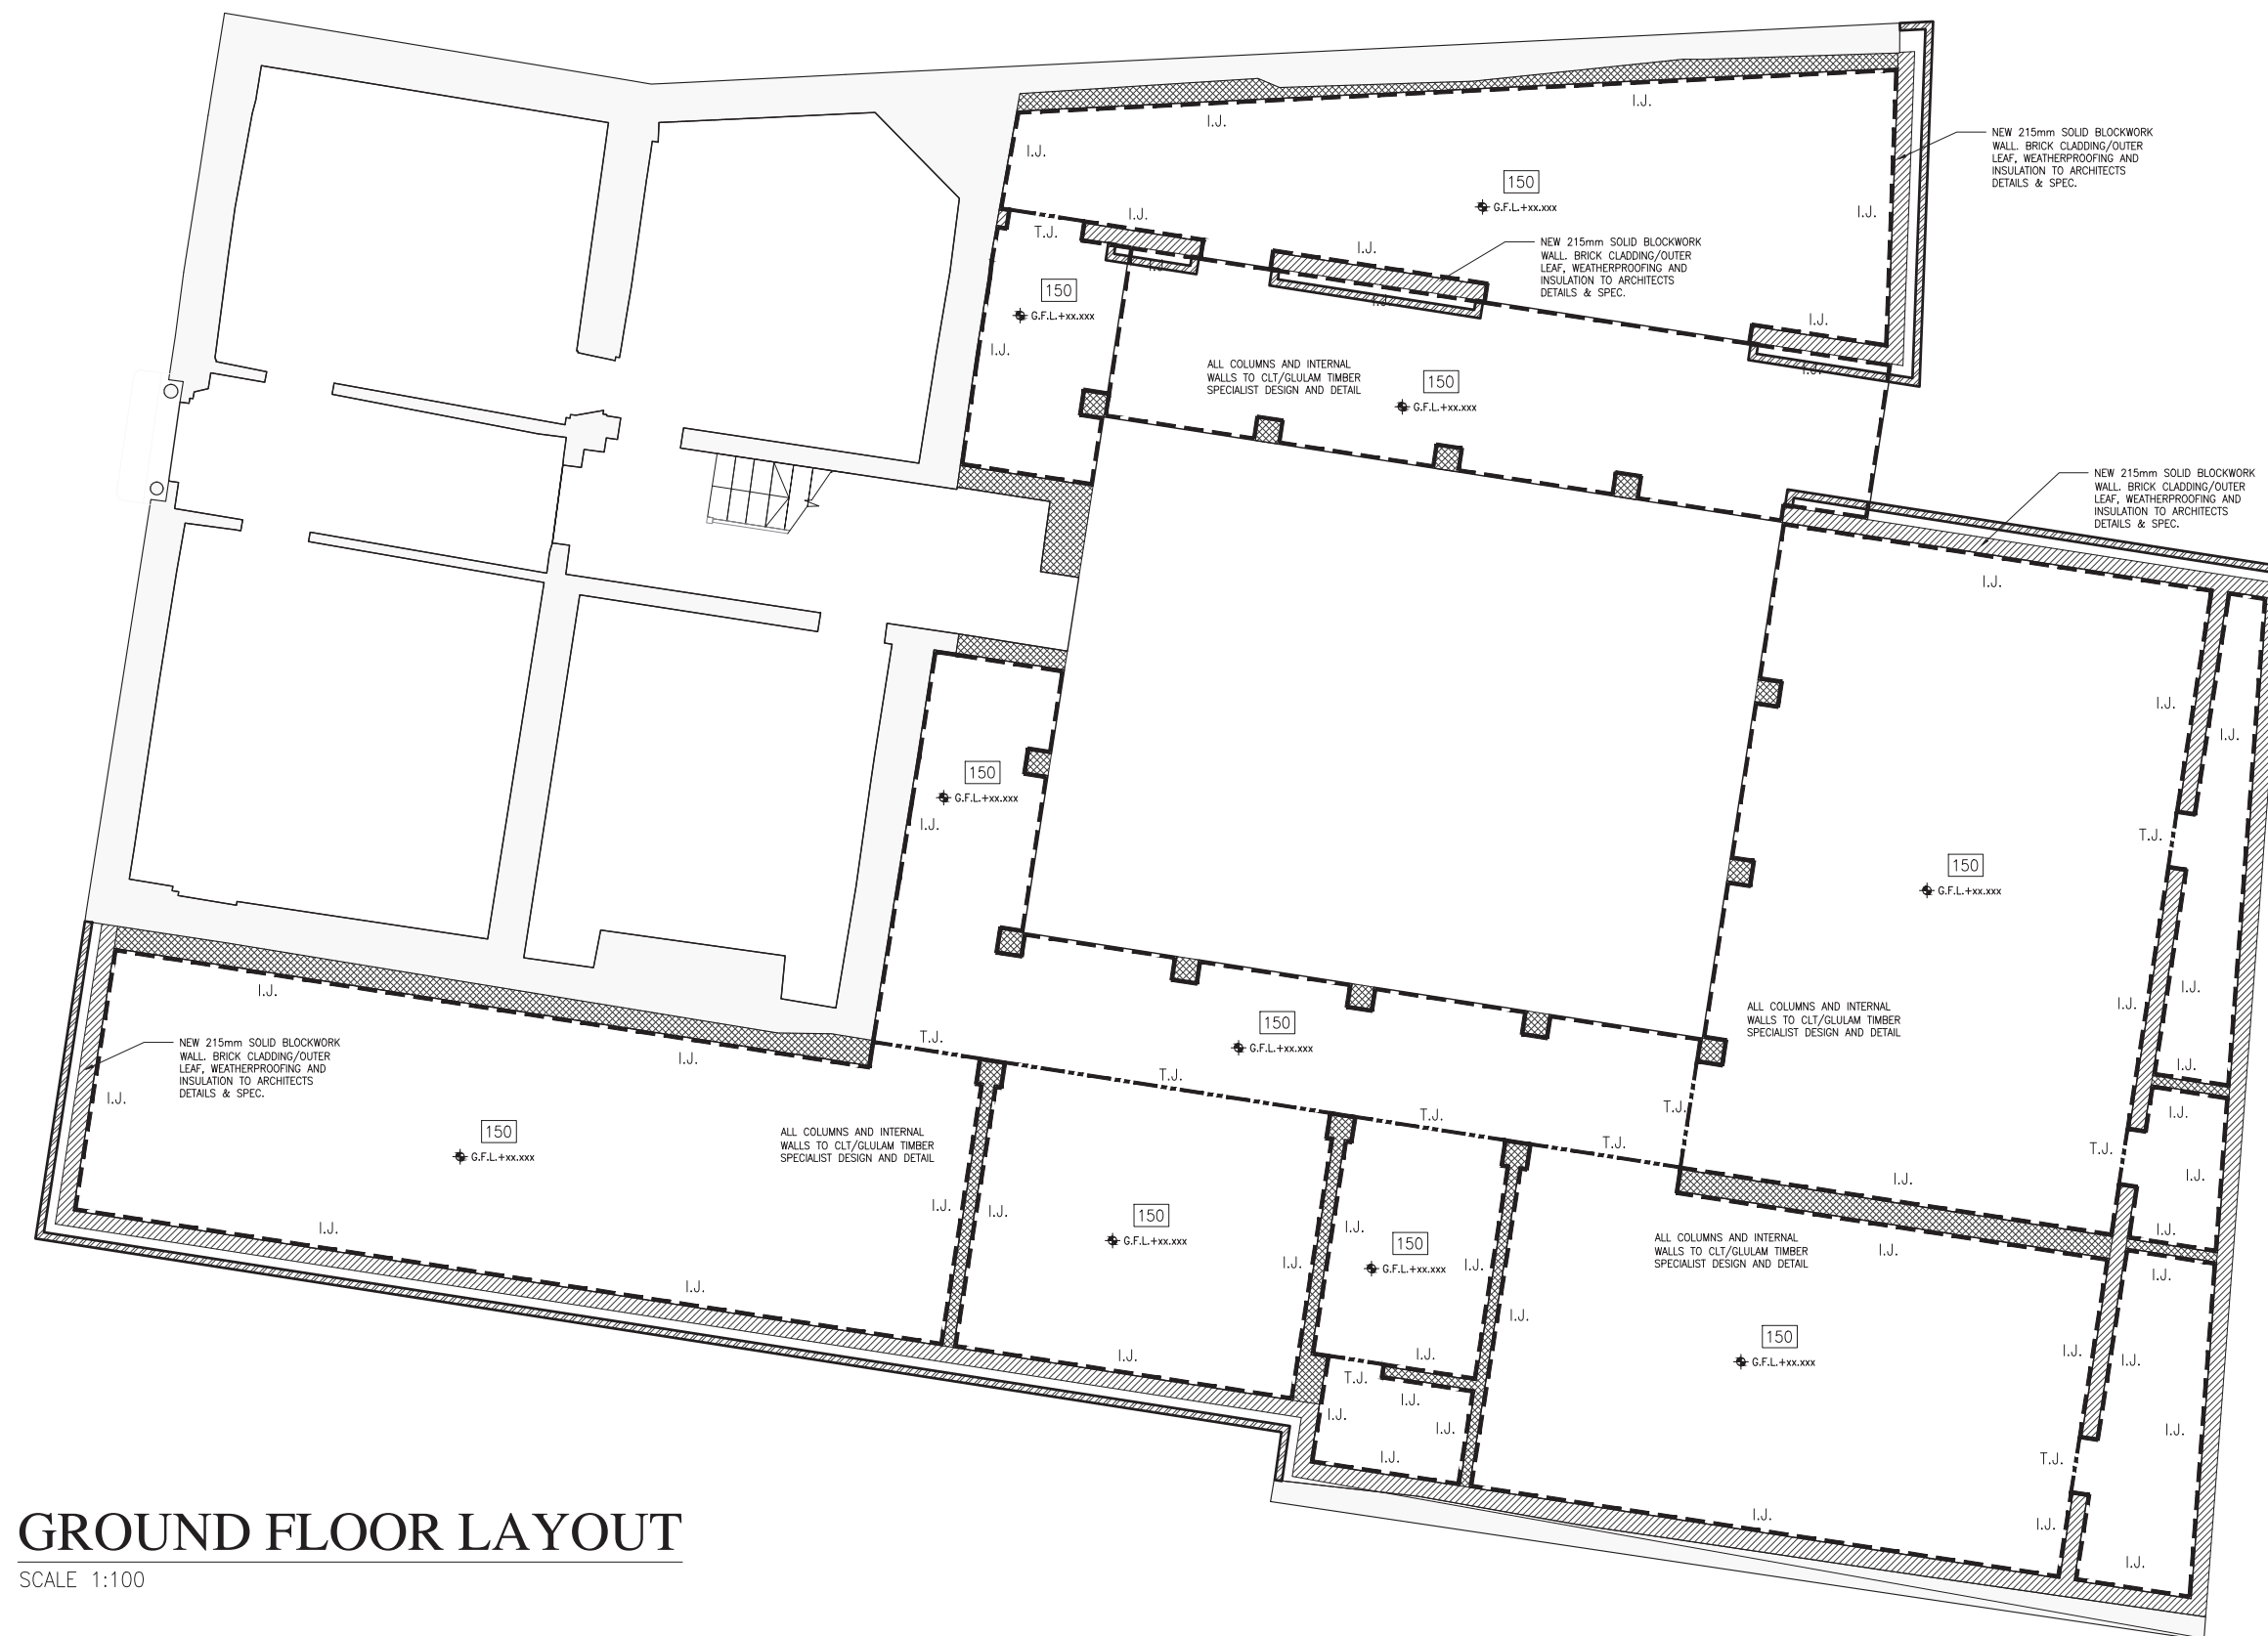 I.J.
I.J.
NEW 215mm SOLID BLOCKWORK
WALL. BRICK CLADDING/OUTER
LEAF, WEATHERPROOFING AND
INSULATION TO ARCHITECTS
DETAILS & SPEC.
I.J.
150
G.F.L.+xx.xxx
I.J.
I.J.
T.J.
I.J.
NEW 215mm SOLID BLOCKWORK
WALL. BRICK CLADDING/OUTER
LEAF, WEATHERPROOFING AND
INSULATION TO ARCHITECTS
DETAILS & SPEC.
150
G.F.L.+xx.xxx
I.J.
I.J.
ALL COLUMNS AND INTERNAL
WALLS TO CLT/GLULAM TIMBER
SPECIALIST DESIGN AND DETAIL
150
G.F.L.+xx.xxx
NEW 215mm SOLID BLOCKWORK
WALL. BRICK CLADDING/OUTER
LEAF, WEATHERPROOFING AND
INSULATION TO ARCHITECTS
DETAILS & SPEC.
I.J.
I.J.
I.J.
150
G.F.L.+xx.xxx
I.J.
T.J.
150
G.F.L.+xx.xxx
I.J.
I.J.
I.J.
ALL COLUMNS AND INTERNAL
WALLS TO CLT/GLULAM TIMBER
SPECIALIST DESIGN AND DETAIL
150
G.F.L.+xx.xxx
T.J.
I.J.
NEW 215mm SOLID BLOCKWORK
WALL. BRICK CLADDING/OUTER
LEAF, WEATHERPROOFING AND
INSULATION TO ARCHITECTS
DETAILS & SPEC.
I.J.
T.J.
I.J.
T.J.
T.J.
I.J.
T.J.
T.J.
150
G.F.L.+xx.xxx
ALL COLUMNS AND INTERNAL
WALLS TO CLT/GLULAM TIMBER
SPECIALIST DESIGN AND DETAIL
I.J.
I.J.
I.J.
I.J.
150
G.F.L.+xx.xxx
I.J.
I.J.
I.J.
150
G.F.L.+xx.xxx
I.J.
ALL COLUMNS AND INTERNAL
WALLS TO CLT/GLULAM TIMBER
SPECIALIST DESIGN AND DETAIL
I.J.
I.J.
I.J.
I.J.
I.J.
I.J.
150
G.F.L.+xx.xxx
I.J.
I.J.
I.J.
I.J.
T.J.
I.J.
I.J.
I.J.
I.J.
I.J.
T.J.
I.J.
I.J.
I.J.
GROUND FLOOR LAYOUT
SCALE 1:100